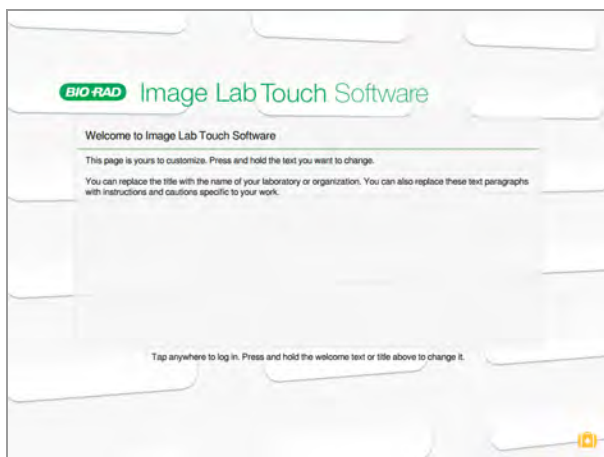 BIO-RAD Image Lab Touch Software
Welcome to Image Lab Touch Software
This page is yours to customize. Press and hold the text you want to change.
You can replace the title with the name of your laboratory or organization. You can also replace these text paragraphs
with instructions and cautions specific to your work.
Tap anywhere to log in. Press and hold the welcome text or title above to change it.